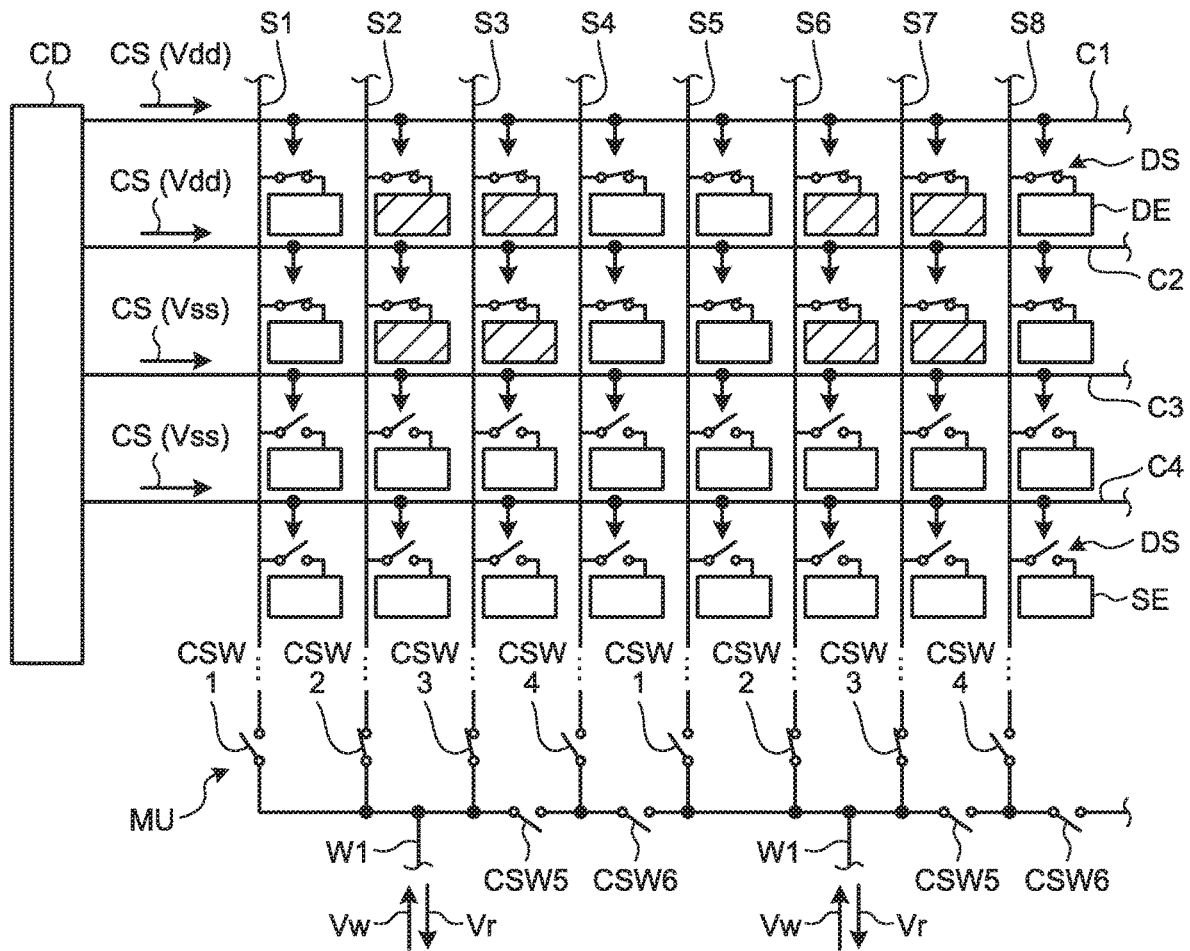 CD
CS (Vdd)
S1
S2
S3
S4
S5
S6
S7
S8
C1
CS (Vdd)
DS
DE
C2
CS (Vss)
C3
CS (Vss)
C4
DS
SE
CSW 1
CSW 2
CSW 3
CSW 4
CSW 1
CSW 2
CSW 3
CSW 4
MU
W1
CSW5
CSW6
W1
CSW5
CSW6
Vw
Vr
Vw
Vr